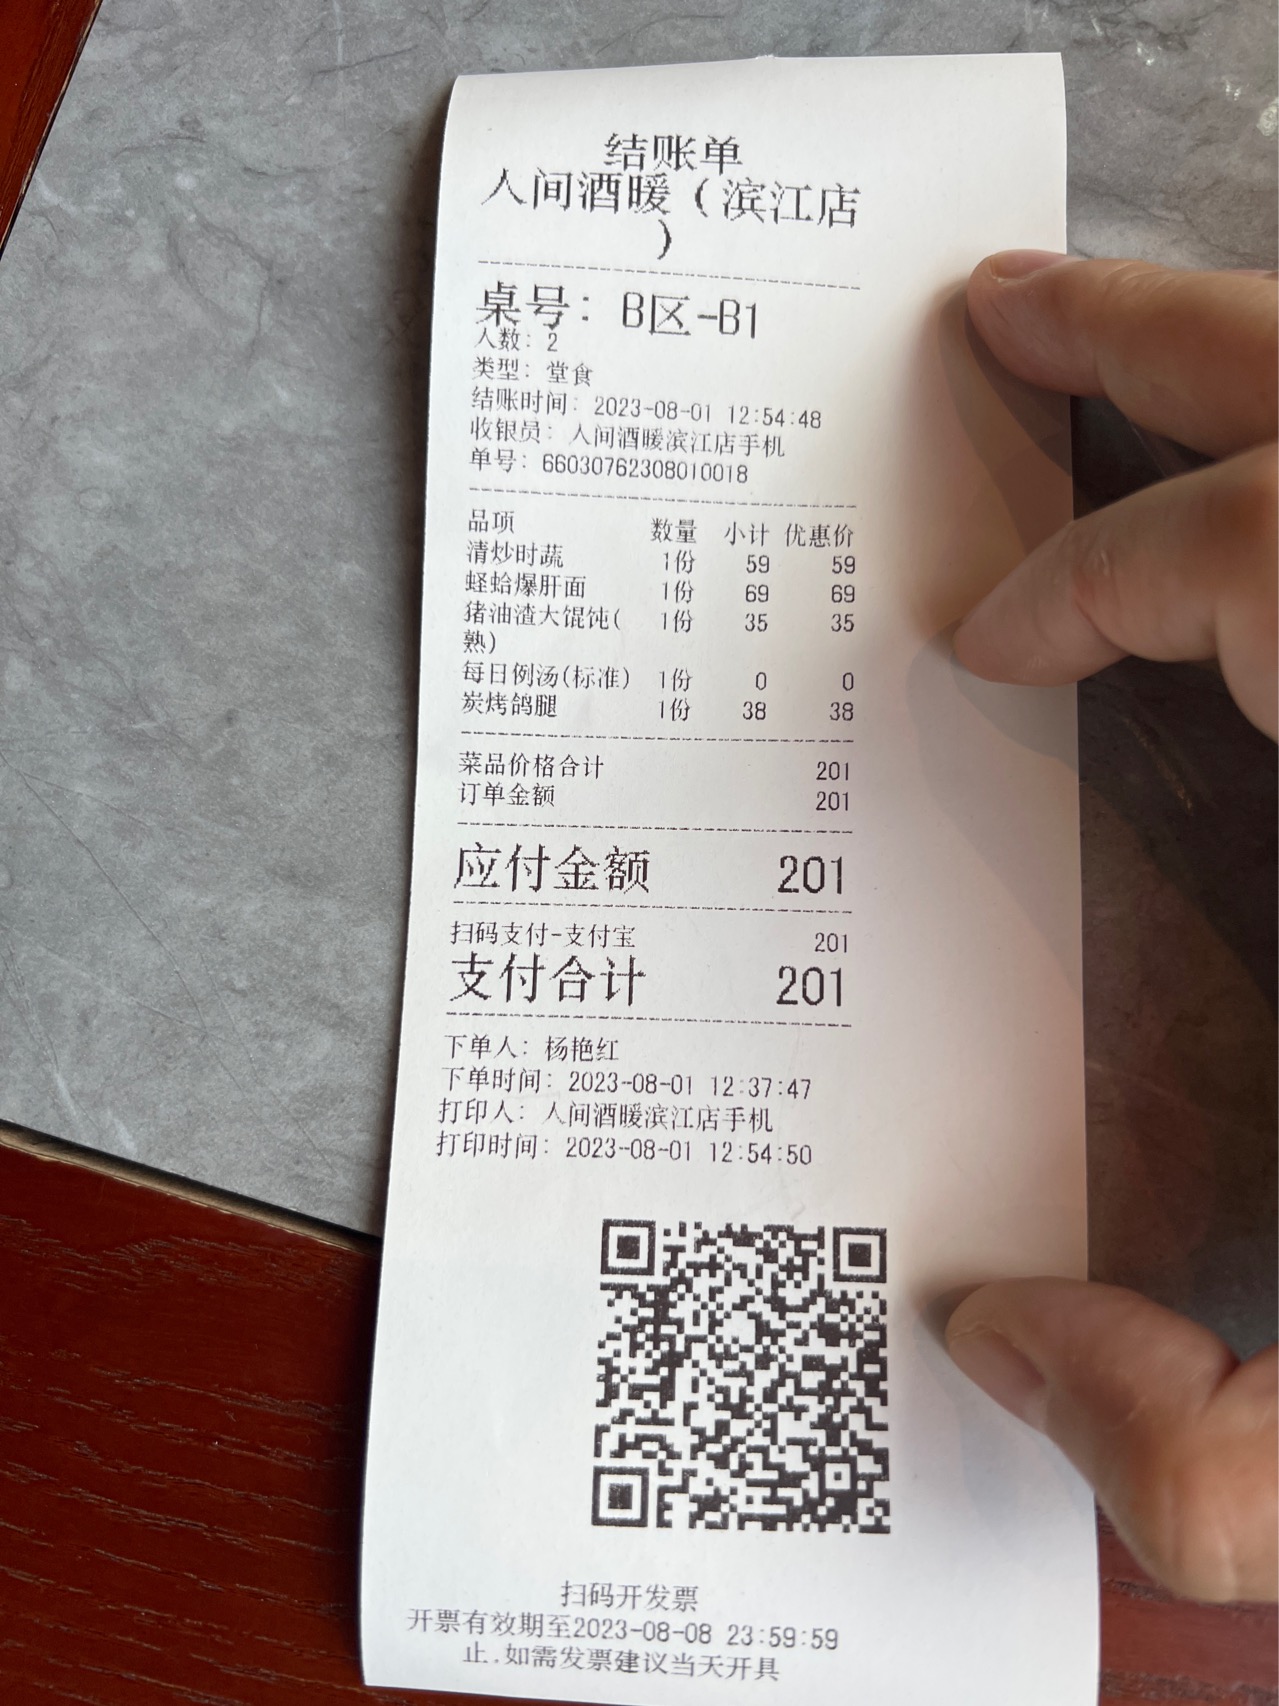 结账单
人间酒暖（滨江店
）
桌号：B区-B1
人数：2
类型：堂食
结账时间：2023-08-01 12:54:48
收银员：人间酒暖滨江店手机
单号：66030762308010018
品项 数量 小计 优惠价
清炒时蔬 1份 59 59
蛏蛤爆肝面 1份 69 69
猪油渣大馄饨( 1份 35 35
熟)
每日例汤(标准) 1份 0 0
炭烤鸽腿 1份 38 38
菜品价格合计 201
订单金额 201
应付金额 201
扫码支付-支付宝 201
支付合计 201
下单人：杨艳红
下单时间：2023-08-01 12:37:47
打印人：人间酒暖滨江店手机
打印时间：2023-08-01 12:54:50
扫码开发票
开票有效期至2023-08-08 23:59:59
止.如需发票建议当天开具